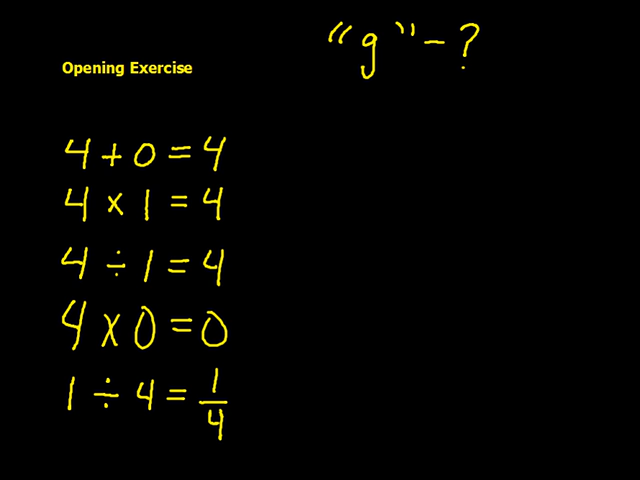 "g" - ?
Opening Exercise
4 + 0 = 4
4 x 1 = 4
4 ÷ 1 = 4
4 x 0 = 0
1 ÷ 4 = 1/4